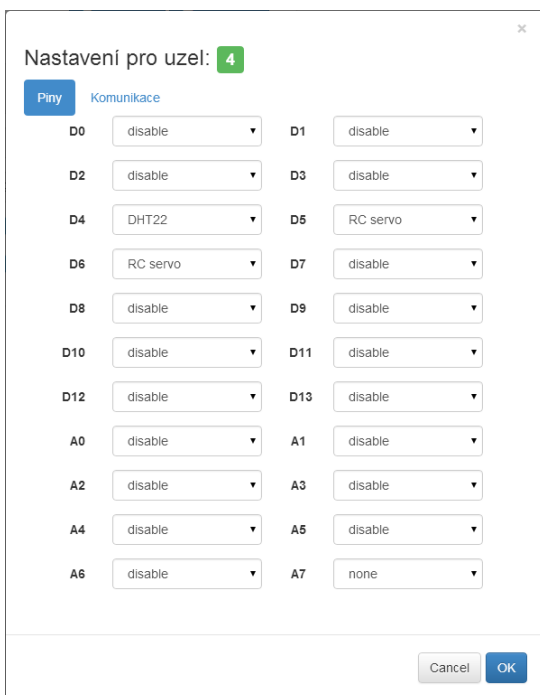 ×
Nastavení pro uzel: 4
Piny Komunikace
D0 disable D1 disable
D2 disable D3 disable
D4 DHT22 D5 RC servo
D6 RC servo D7 disable
D8 disable D9 disable
D10 disable D11 disable
D12 disable D13 disable
A0 disable A1 disable
A2 disable A3 disable
A4 disable A5 disable
A6 disable A7 none
Cancel OK